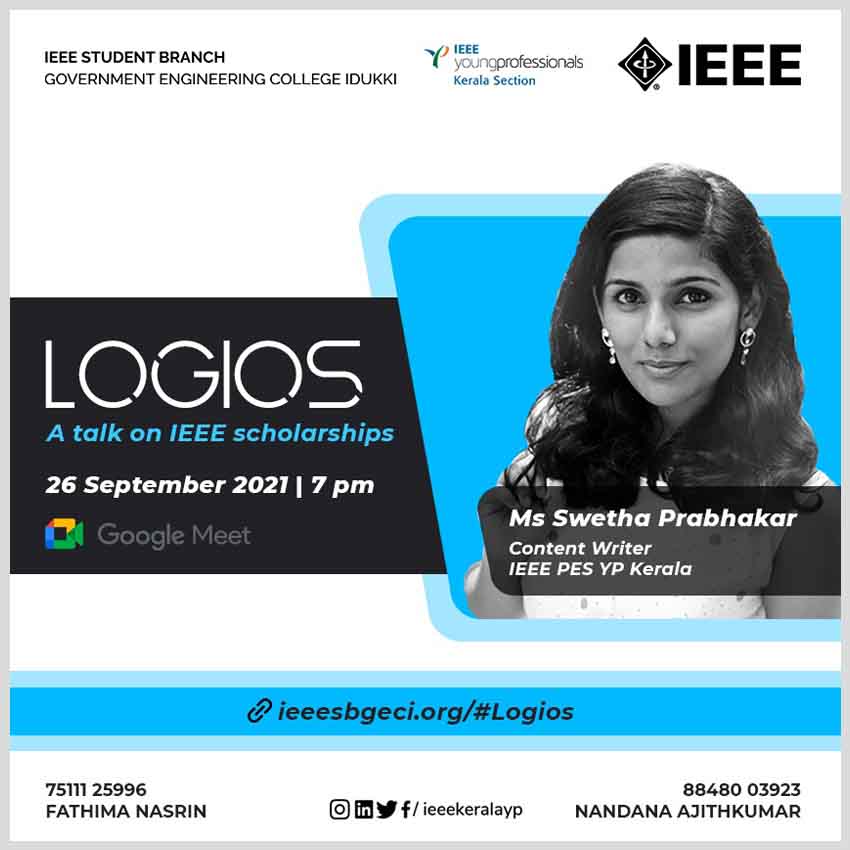 IEEE STUDENT BRANCH
GOVERNMENT ENGINEERING COLLEGE IDUKKI
IEEE
youngprofessionals
Kerala Section
IEEE
LOGIOS
A talk on IEEE scholarships
26 September 2021 | 7 pm
Google Meet
Ms Swetha Prabhakar
Content Writer
IEEE PES YP Kerala
ieeesbgeci.org/#Logios
75111 25996
FATHIMA NASRIN
/ieeekeralayp
88480 03923
NANDANA AJITHKUMAR